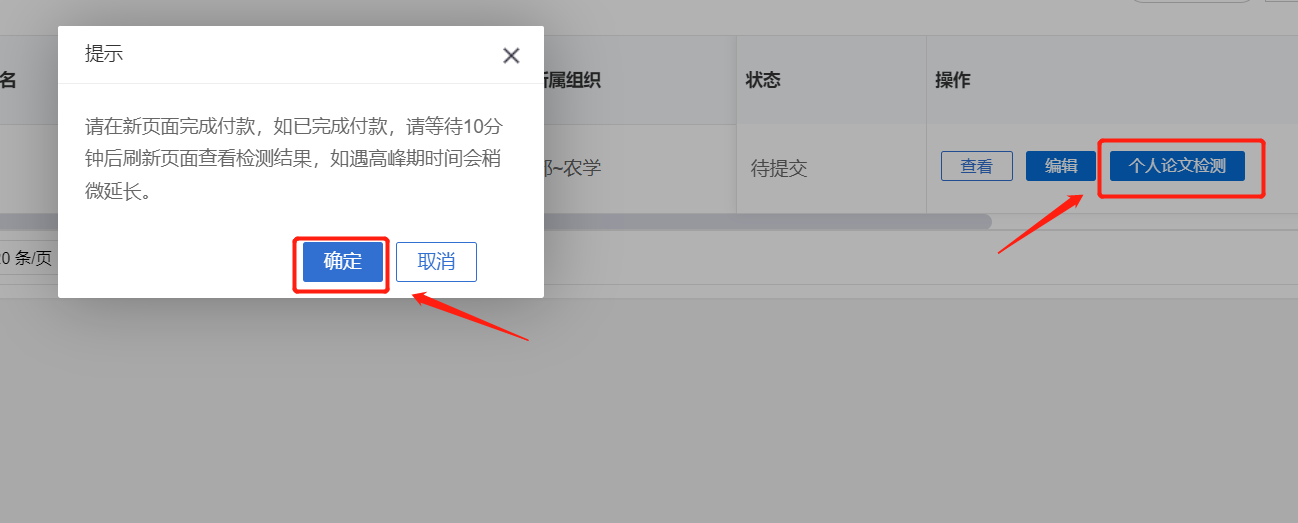 提示
名
所属组织
状态
操作
请在新页面完成付款，如已完成付款，请等待10分
钟后刷新页面查看检测结果，如遇高峰期时间会稍
微延长。
~农学
待提交
查看
编辑
个人论文检测
0 条/页
确定
取消